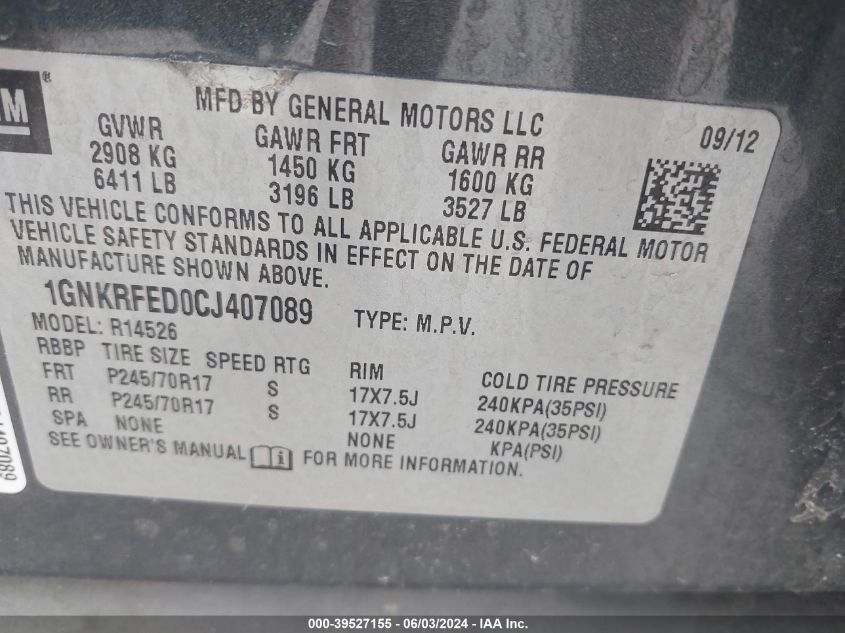 GM ®
MFD BY GENERAL MOTORS LLC
09/12
GVWR GAWR FRT GAWR RR
2908 KG 1450 KG 1600 KG
6411 LB 3196 LB 3527 LB
THIS VEHICLE CONFORMS TO ALL APPLICABLE U.S. FEDERAL MOTOR
VEHICLE SAFETY STANDARDS IN EFFECT ON THE DATE OF
MANUFACTURE SHOWN ABOVE.
1GNKRFED0CJ407089 TYPE: M.P.V.
MODEL: R14526
RBBP TIRE SIZE SPEED RTG RIM COLD TIRE PRESSURE
FRT P245/70R17 S 17X7.5J 240KPA(35PSI)
RR P245/70R17 S 17X7.5J 240KPA(35PSI)
SPA NONE NONE KPA(PSI)
SEE OWNER'S MANUAL i FOR MORE INFORMATION.
000-39527155 - 06/03/2024 - IAA Inc.